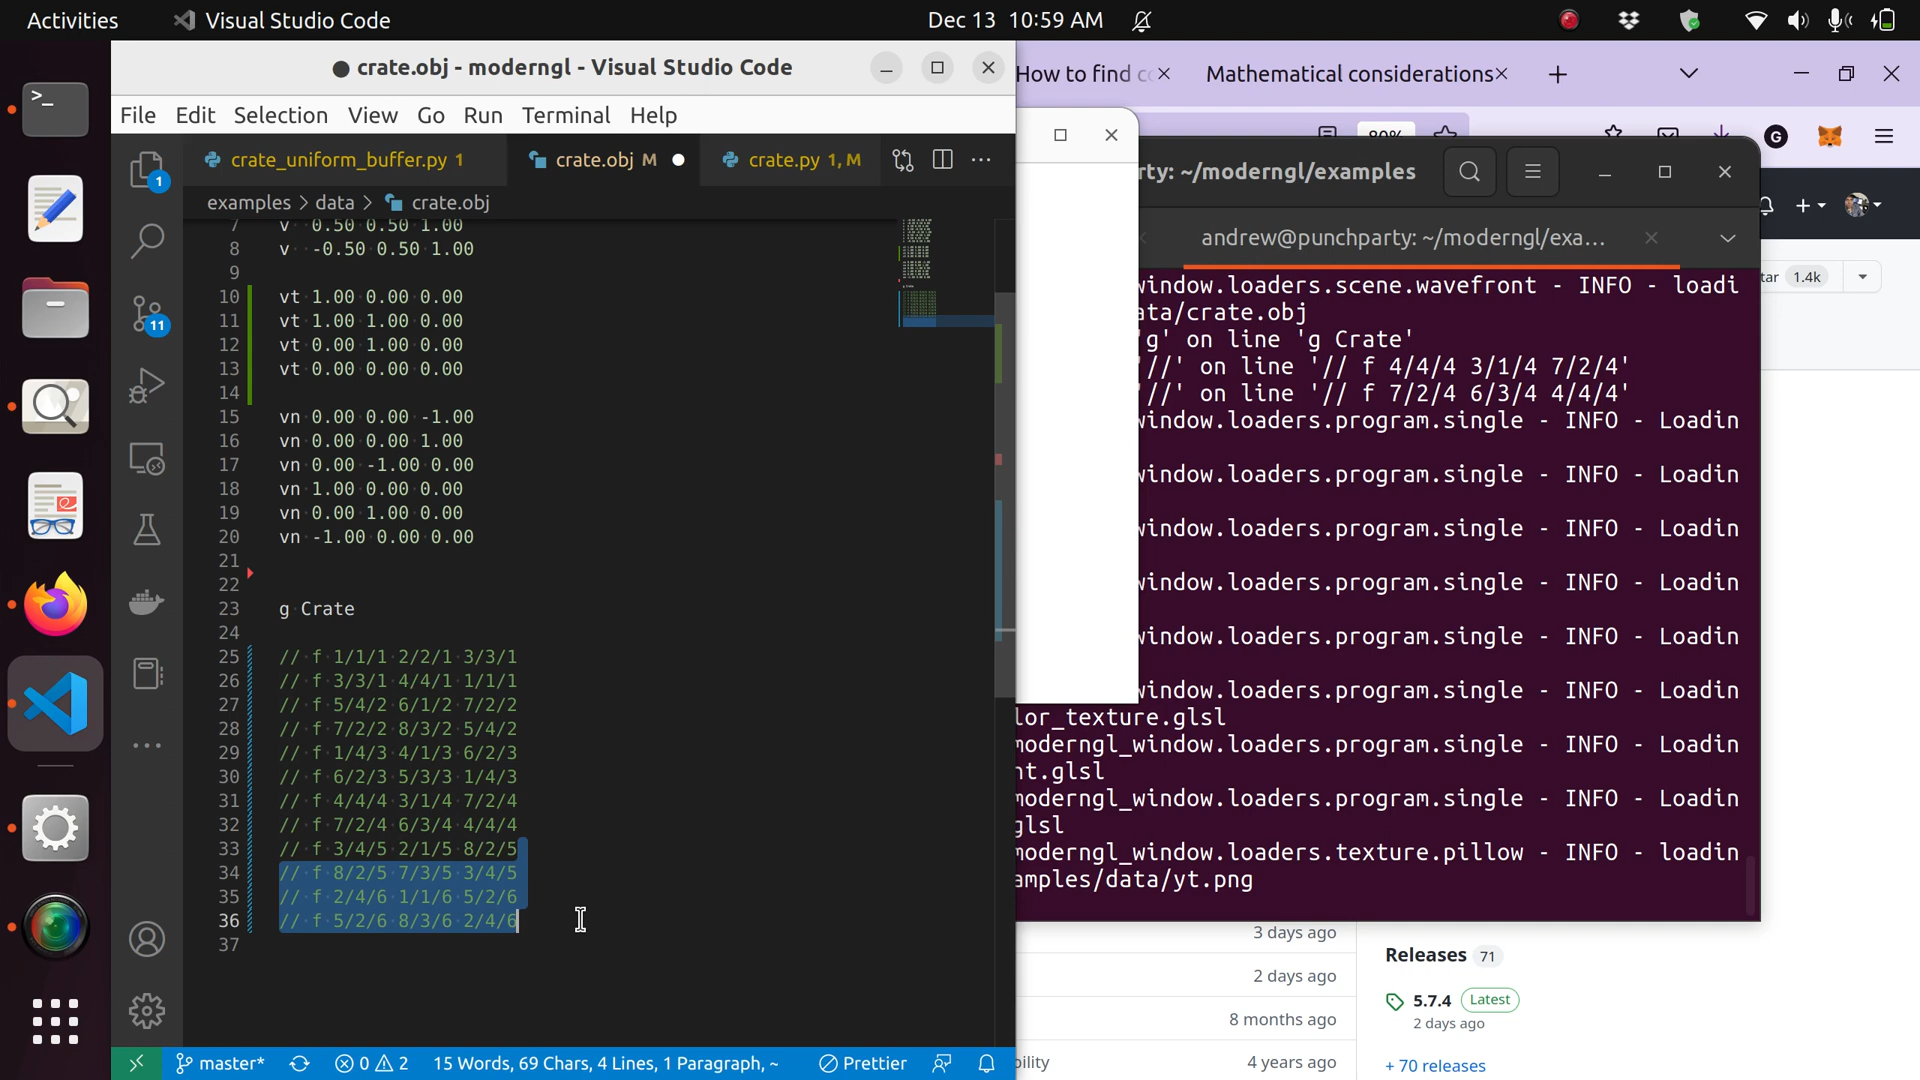 Activities
Visual Studio Code
Dec 13 10:59 AM
crate.obj - moderngl - Visual Studio Code
File Edit Selection View Go Run Terminal Help
crate_uniform_buffer.py 1
crate.obj M
crate.py 1, M
examples > data > crate.obj
7 v 0.50 0.50 1.00
8 v -0.50 0.50 1.00
9
10 vt 1.00 0.00 0.00
11 vt 1.00 1.00 0.00
12 vt 0.00 1.00 0.00
13 vt 0.00 0.00 0.00
14
15 vn 0.00 0.00 -1.00
16 vn 0.00 0.00 1.00
17 vn 0.00 -1.00 0.00
18 vn 1.00 0.00 0.00
19 vn 0.00 1.00 0.00
20 vn -1.00 0.00 0.00
21
22
23 g Crate
24
25 // f 1/1/1 2/2/1 3/3/1
26 // f 3/3/1 4/4/1 1/1/1
27 // f 5/4/2 6/1/2 7/2/2
28 // f 7/2/2 8/3/2 5/4/2
29 // f 1/4/3 4/1/3 6/2/3
30 // f 6/2/3 5/3/3 1/4/3
31 // f 4/4/4 3/1/4 7/2/4
32 // f 7/2/4 6/3/4 4/4/4
33 // f 3/4/5 2/1/5 8/2/5
34 // f 8/2/5 7/3/5 3/4/5
35 // f 2/4/6 1/1/6 5/2/6
36 // f 5/2/6 8/3/6 2/4/6
37
1
11
master*
0 2
15 Words, 69 Chars, 4 Lines, 1 Paragraph, ~
Prettier
How to find c
Mathematical considerations
80%
G
rty: ~/moderngl/examples
andrew@punchparty: ~/moderngl/exa...
window.loaders.scene.wavefront - INFO - loadi
ata/crate.obj
'g' on line 'g Crate'
'//' on line '// f 4/4/4 3/1/4 7/2/4'
'//' on line '// f 7/2/4 6/3/4 4/4/4'
window.loaders.program.single - INFO - Loadin
window.loaders.program.single - INFO - Loadin
window.loaders.program.single - INFO - Loadin
window.loaders.program.single - INFO - Loadin
window.loaders.program.single - INFO - Loadin
window.loaders.program.single - INFO - Loadin
lor_texture.glsl
moderngl_window.loaders.program.single - INFO - Loadin
nt.glsl
moderngl_window.loaders.program.single - INFO - Loadin
glsl
moderngl_window.loaders.texture.pillow - INFO - loadin
amples/data/yt.png
tar 1.4k
3 days ago
2 days ago
8 months ago
bility
4 years ago
Releases 71
5.7.4 Latest
2 days ago
+ 70 releases